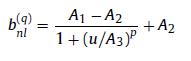 b_{nl}^{(q)} = \frac{A_1 - A_2}{1 + (u/A_3)^p} + A_2